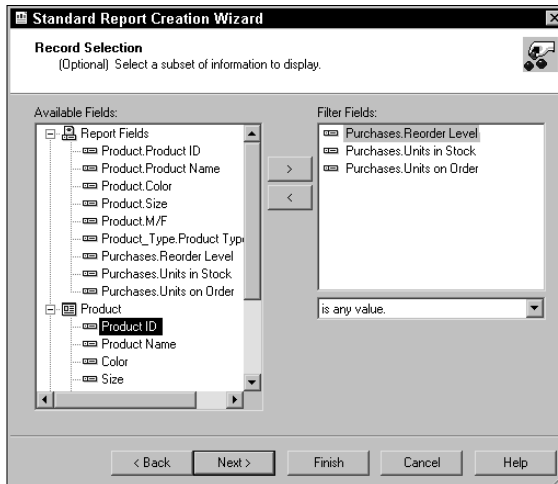 Standard Report Creation Wizard
Record Selection
(Optional) Select a subset of information to display.
Available Fields:
Report Fields
Product.Product ID
Product.Product Name
Product.Color
Product.Size
Product.M/F
Product_Type.Product Typ
Purchases.Reorder Level
Purchases.Units in Stock
Purchases.Units on Order
Product
Product ID
Product Name
Color
Size
>
<
Filter Fields:
Purchases.Reorder Level
Purchases.Units in Stock
Purchases.Units on Order
is any value.
< Back
Next >
Finish
Cancel
Help